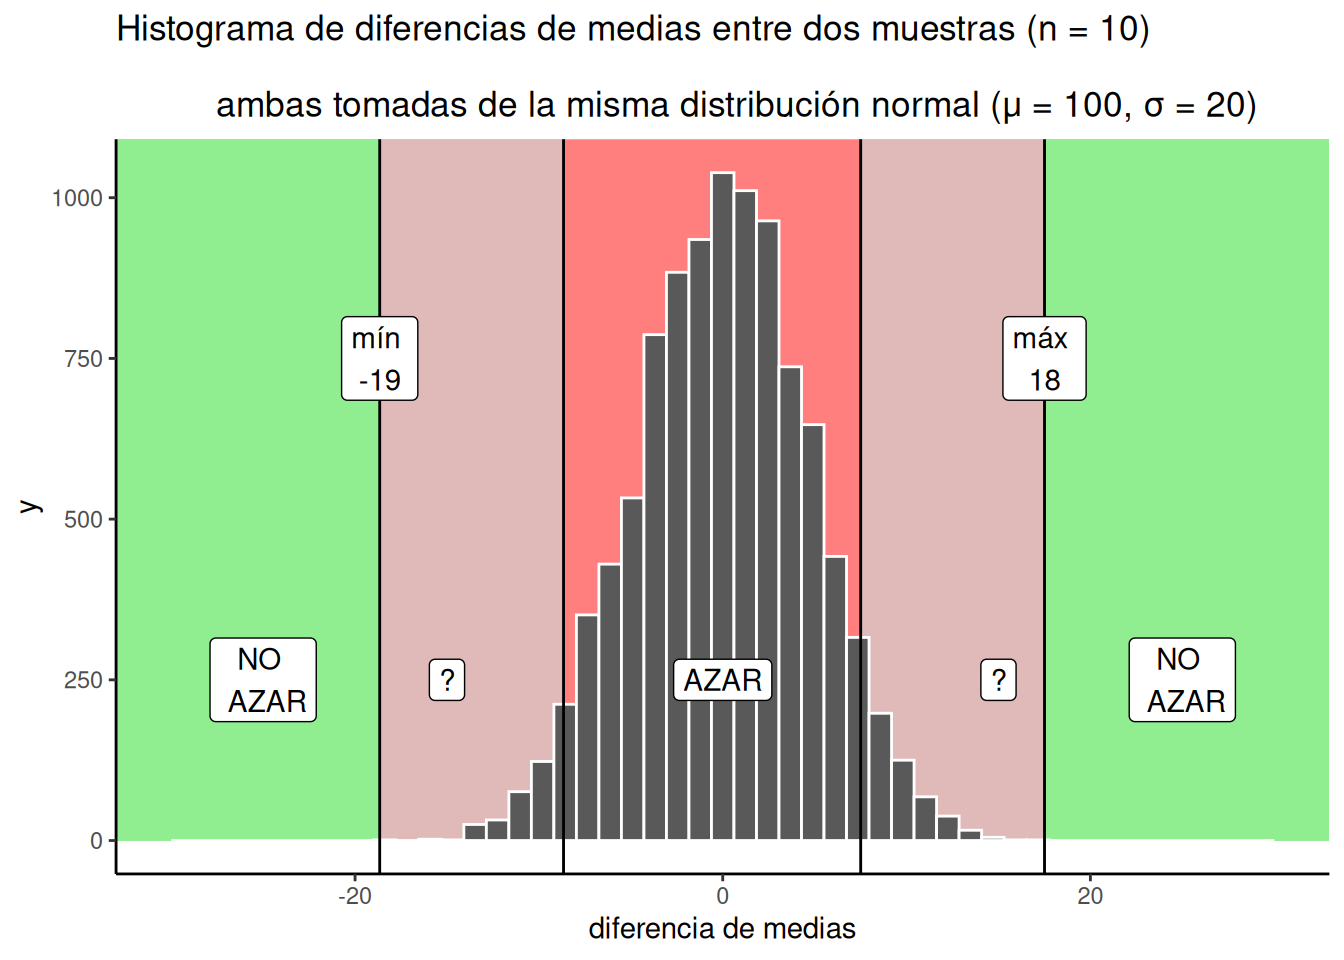 Histograma de diferencias de medias entre dos muestras (n = 10)
ambas tomadas de la misma distribución normal (μ = 100, σ = 20)
1000
750
500
250
0
y
mín
-19
máx
18
NO
AZAR
?
AZAR
?
NO
AZAR
-20
0
20
diferencia de medias